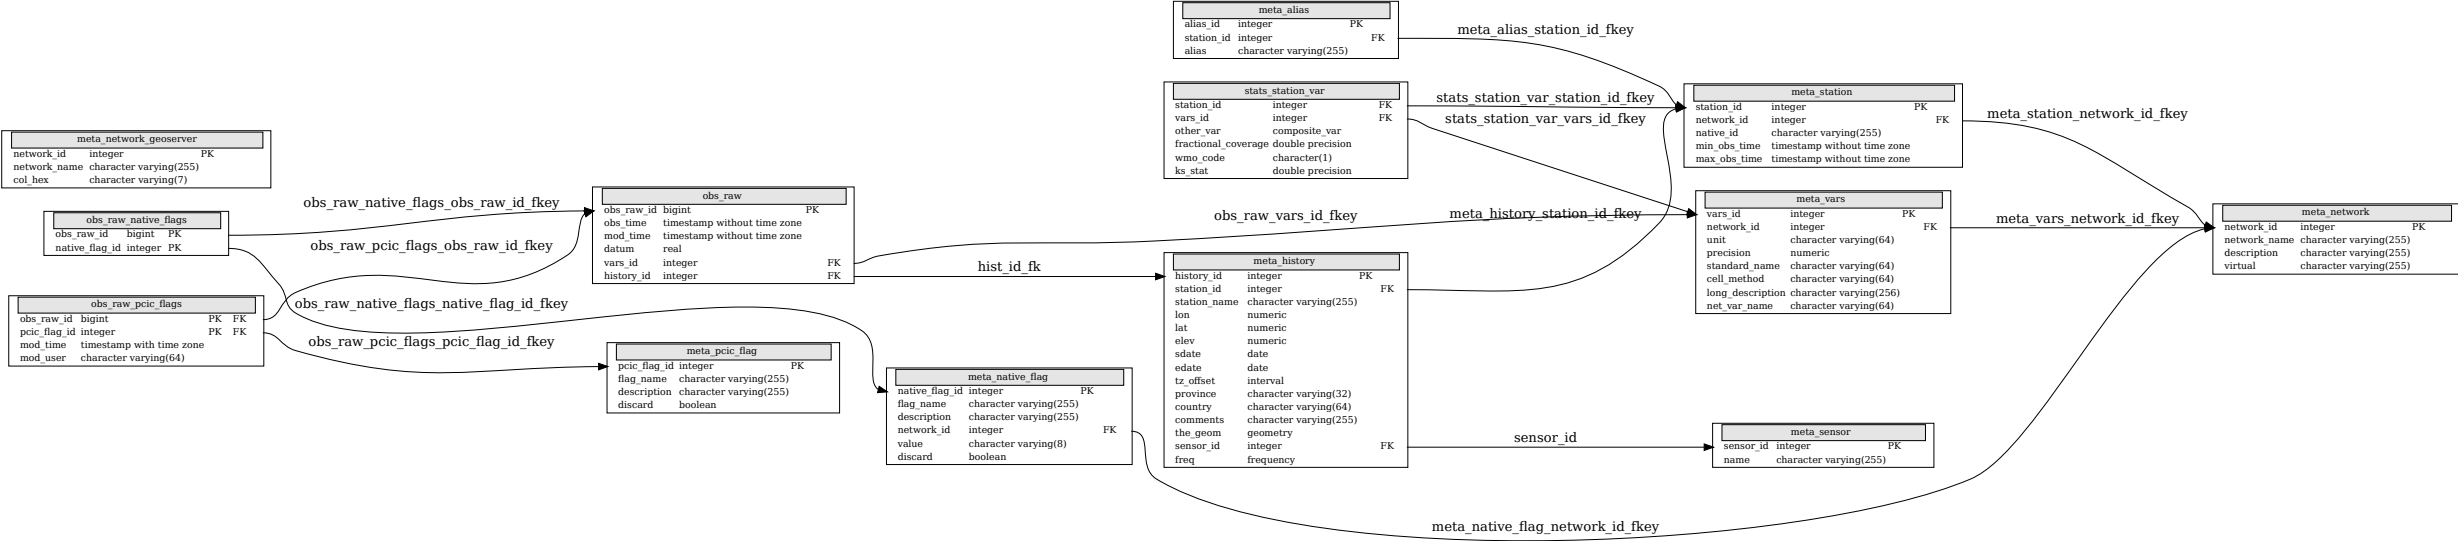 meta_alias
alias_id integer PK
station_id integer FK
alias character varying(255)
meta_alias_station_id_fkey
stats_station_var
station_id integer FK
vars_id integer FK
other_var composite_var
fractional_coverage double precision
wmo_code character(1)
ks_stat double precision
stats_station_var_station_id_fkey
stats_station_var_vars_id_fkey
meta_station
station_id integer PK
network_id integer FK
native_id character varying(255)
min_obs_time timestamp without time zone
max_obs_time timestamp without time zone
meta_station_network_id_fkey
meta_network_geoserver
network_id integer PK
network_name character varying(255)
col_hex character varying(7)
obs_raw_native_flags
obs_raw_id bigint PK
native_flag_id integer PK
obs_raw_native_flags_obs_raw_id_fkey
obs_raw_pcic_flags_obs_raw_id_fkey
obs_raw
obs_raw_id bigint PK
obs_time timestamp without time zone
mod_time timestamp without time zone
datum real
vars_id integer FK
history_id integer FK
obs_raw_vars_id_fkey
meta_history_station_id_fkey
hist_id_fk
meta_vars
vars_id integer PK
network_id integer FK
unit character varying(64)
precision numeric
standard_name character varying(64)
cell_method character varying(64)
long_description character varying(256)
net_var_name character varying(64)
meta_vars_network_id_fkey
meta_network
network_id integer PK
network_name character varying(255)
description character varying(255)
virtual character varying(255)
obs_raw_pcic_flags
obs_raw_id bigint PK FK
pcic_flag_id integer PK FK
mod_time timestamp with time zone
mod_user character varying(64)
obs_raw_native_flags_native_flag_id_fkey
obs_raw_pcic_flags_pcic_flag_id_fkey
meta_pcic_flag
pcic_flag_id integer PK
flag_name character varying(255)
description character varying(255)
discard boolean
meta_native_flag
native_flag_id integer PK
flag_name character varying(255)
description character varying(255)
network_id integer FK
value character varying(8)
discard boolean
meta_history
history_id integer PK
station_id integer FK
station_name character varying(255)
lon numeric
lat numeric
elev numeric
sdate date
edate date
tz_offset interval
province character varying(32)
country character varying(64)
comments character varying(255)
the_geom geometry
sensor_id integer FK
freq frequency
sensor_id
meta_sensor
sensor_id integer PK
name character varying(255)
meta_native_flag_network_id_fkey